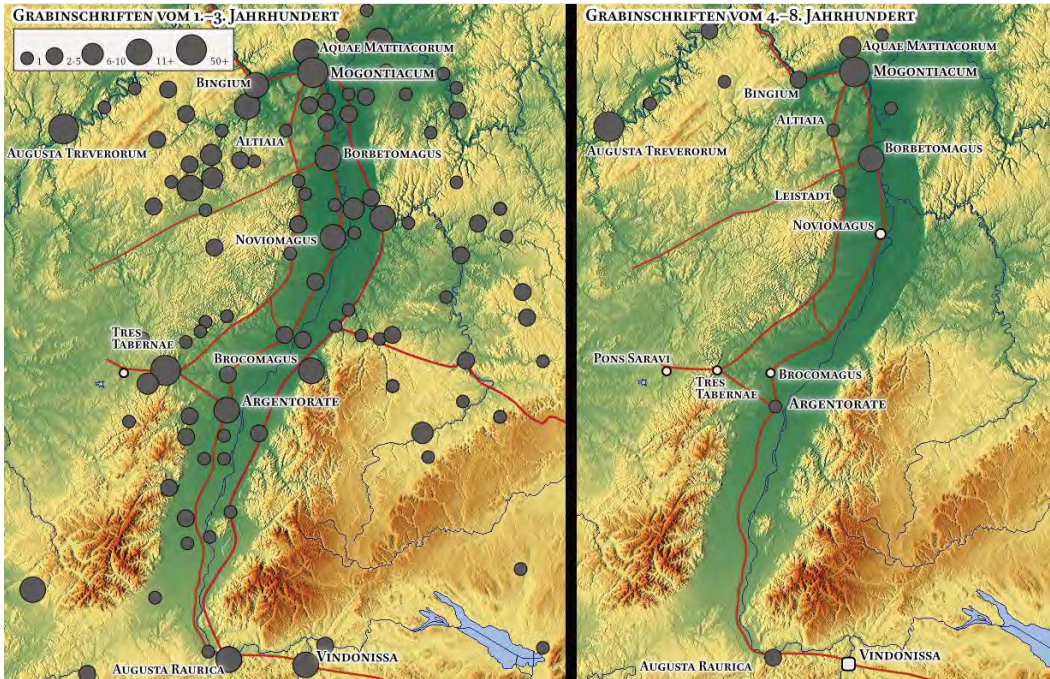 Grabinschriften vom 1.–3. Jahrhundert
1 2-5 6-10 11+ 50+
Aquae Mattiacorum
Bingium
Mogontiacum
Altiaia
Augusta Treverorum
Borbetomagus
Noviomagus
Tres
Tabernae
Brocomagus
Argentorate
Augusta Raurica
Vindonissa
Grabinschriften vom 4.–8. Jahrhundert
Aquae Mattiacorum
Mogontiacum
Bingium
Altiaia
Augusta Treverorum
Borbetomagus
Leistadt
Noviomagus
Pons Saravi
Tres
Tabernae
Brocomagus
Argentorate
Augusta Raurica
Vindonissa